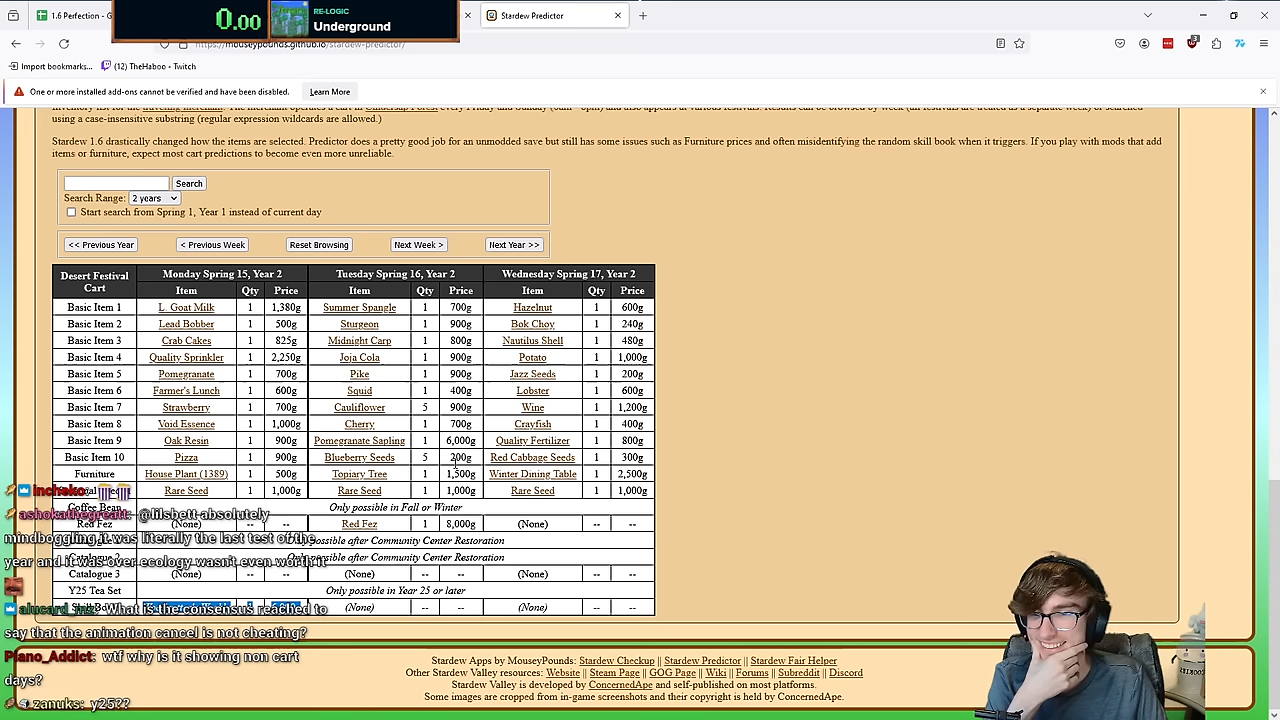 1.6 Perfection - G
0.00
RE-LOGIC
Underground
Stardew Predictor
https://mouseypounds.github.io/stardew-predictor/
Import bookmarks...
(12) TheHaboo - Twitch
One or more installed add-ons cannot be verified and have been disabled.
Learn More
using a case-insensitive substring (regular expression wildcards are allowed.)
Stardew 1.6 drastically changed how the items are selected. Predictor does a pretty good job for an unmodded save but still has some issues such as Furniture prices and often misidentifying the random skill book when it triggers. If you play with mods that add
items or furniture, expect most cart predictions to become even more unreliable.
Search
Search Range: 2 years
Start search from Spring 1, Year 1 instead of current day
<< Previous Year < Previous Week Reset Browsing Next Week > Next Year >>
Desert Festival Cart Monday Spring 15, Year 2 Tuesday Spring 16, Year 2 Wednesday Spring 17, Year 2
Item Qty Price Item Qty Price Item Qty Price
Basic Item 1 L. Goat Milk 1 1,380g Summer Spangle 1 700g Hazelnut 1 600g
Basic Item 2 Lead Bobber 1 500g Sturgeon 1 900g Bok Choy 1 240g
Basic Item 3 Crab Cakes 1 825g Midnight Carp 1 800g Nautilus Shell 1 480g
Basic Item 4 Quality Sprinkler 1 2,250g Joja Cola 1 900g Potato 1 1,000g
Basic Item 5 Pomegranate 1 700g Pike 1 900g Jazz Seeds 1 200g
Basic Item 6 Farmer's Lunch 1 600g Squid 1 400g Lobster 1 600g
Basic Item 7 Strawberry 1 700g Cauliflower 5 900g Wine 1 1,200g
Basic Item 8 Void Essence 1 1,000g Cherry 1 700g Crayfish 1 400g
Basic Item 9 Oak Resin 1 900g Pomegranate Sapling 1 6,000g Quality Fertilizer 1 800g
Basic Item 10 Pizza 1 900g Blueberry Seeds 5 200g Red Cabbage Seeds 1 300g
Furniture House Plant (1389) 1 500g Topiary Tree 1 1,500g Winter Dining Table 1 2,500g
Rare Seed 1 1,000g Rare Seed 1 1,000g Rare Seed 1 1,000g
Coffee Bean Only possible in Fall or Winter
Red Fez (None) -- -- Red Fez 1 8,000g (None) -- --
Only possible after Community Center Restoration
Catalogue 2 Only possible after Community Center Restoration
Catalogue 3 (None) -- -- (None) -- -- (None) -- --
Y25 Tea Set Only possible in Year 25 or later
(None) -- -- (None) -- --
incheko:
ashokathegreatt: @lilsbett absolutely
mindboggling it was literally the last test of the
year and it was over ecology wasn't even worth it
alucard_mz: What is the consensus reached to
say that the animation cancel is not cheating?
Piano_Addict: wtf why is it showing non cart
days?
zanuks: y25??
Stardew Apps by MouseyPounds: Stardew Checkup || Stardew Predictor || Stardew Fair Helper
Other Stardew Valley resources: Website || Steam Page || GOG Page || Wiki || Forums || Subreddit || Discord
Stardew Valley is developed by ConcernedApe and self-published on most platforms.
Some images are cropped from in-game screenshots and their copyright is held by ConcernedApe.